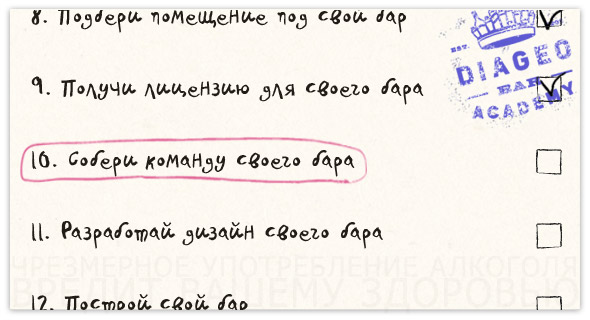 8. Подбери помещение под свой бар
9. Получи лицензию для своего бара
DIAGEO
BAR
ACADEMY
10. Собери команду своего бара
11. Разработай дизайн своего бара
ЧРЕЗМЕРНОЕ УПОТРЕБЛЕНИЕ АЛКОГОЛЯ
ВРЕДИТ ВАШЕМУ ЗДОРОВЬЮ
12. Построй свой бар